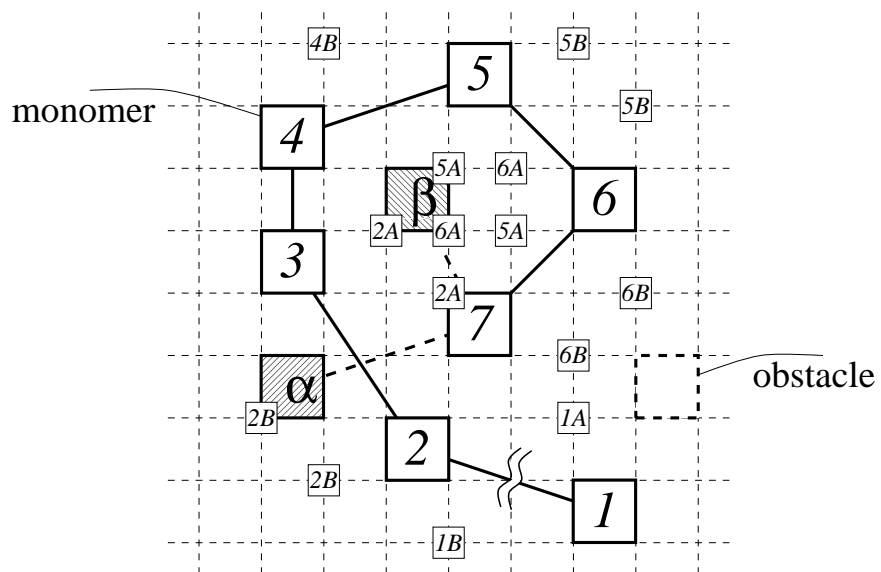 4B 5B
5
monomer 5B
4
5A 6A
β 6
2A 6A 5A
3
2A 6B
7
6B
α obstacle
2B 1A
2
2B
1
1B